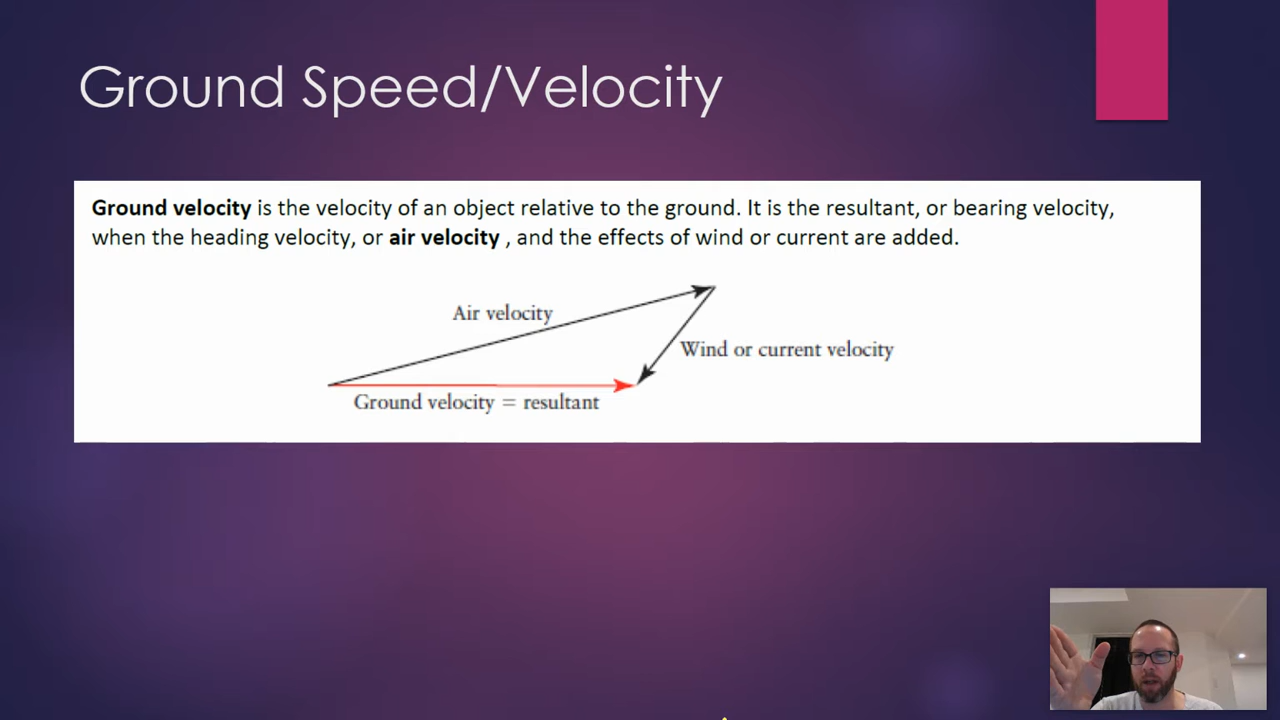 Ground Speed/Velocity
Ground velocity is the velocity of an object relative to the ground. It is the resultant, or bearing velocity,
when the heading velocity, or air velocity , and the effects of wind or current are added.
Air velocity
Wind or current velocity
Ground velocity = resultant